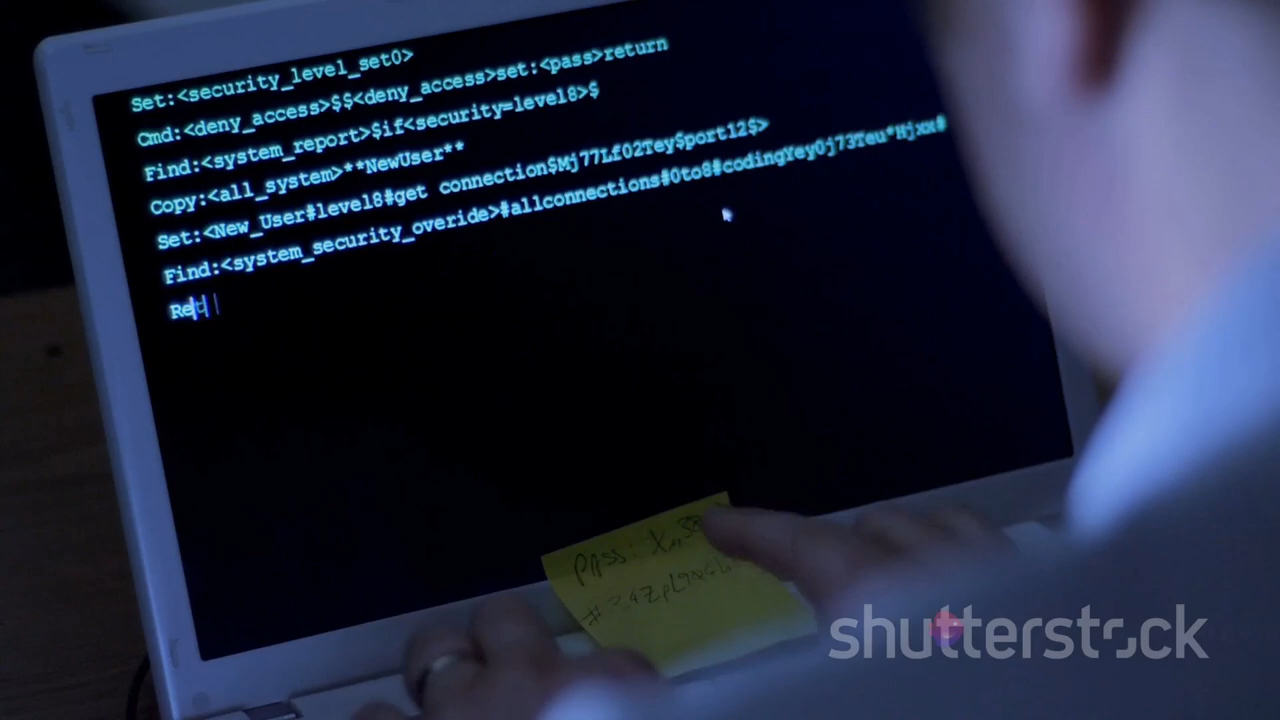 Set:<security_level_set0>
Cmd:<deny_access>$$<deny_access>set:<pass>return
Find:<system_report>$if<security=level8>$
Copy:<all_system>**NewUser**
Set:<New_User#level8#get connection$Mj77Lf02Tey$port12$>
Find:<system_security_overide>#allconnections#0to8#codingYey0j73Teu*Hjxx#
Ret
PASS:
shutterstock